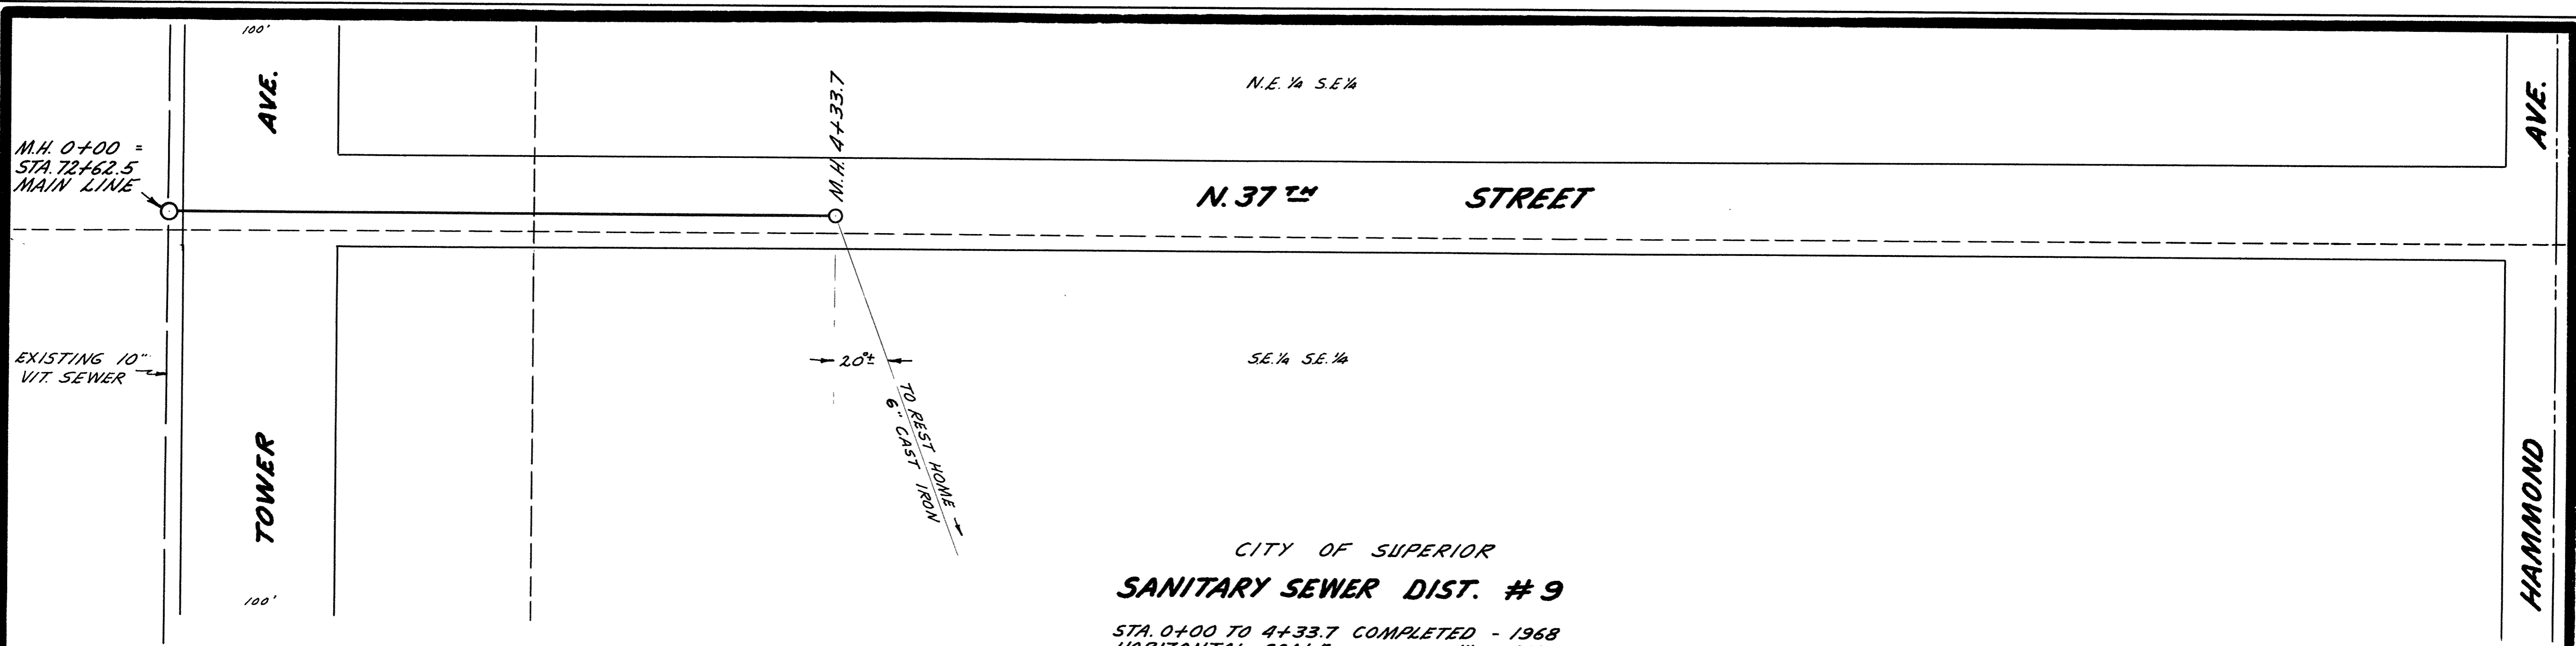 100'
AVE.
M.H. 4+33.7
N.E. ¼ S.E ¼
AVE.
M.H. 0+00 =
STA. 72+62.5
MAIN LINE
N. 37TH STREET
EXISTING 10"
VIT. SEWER
20°±
S.E. ¼ S.E. ¼
TO REST HOME
6" CAST IRON
TOWER
HAMMOND
100'
CITY OF SUPERIOR
SANITARY SEWER DIST. #9
STA. 0+00 TO 4+33.7 COMPLETED - 1968
HORIZONTAL SCALE